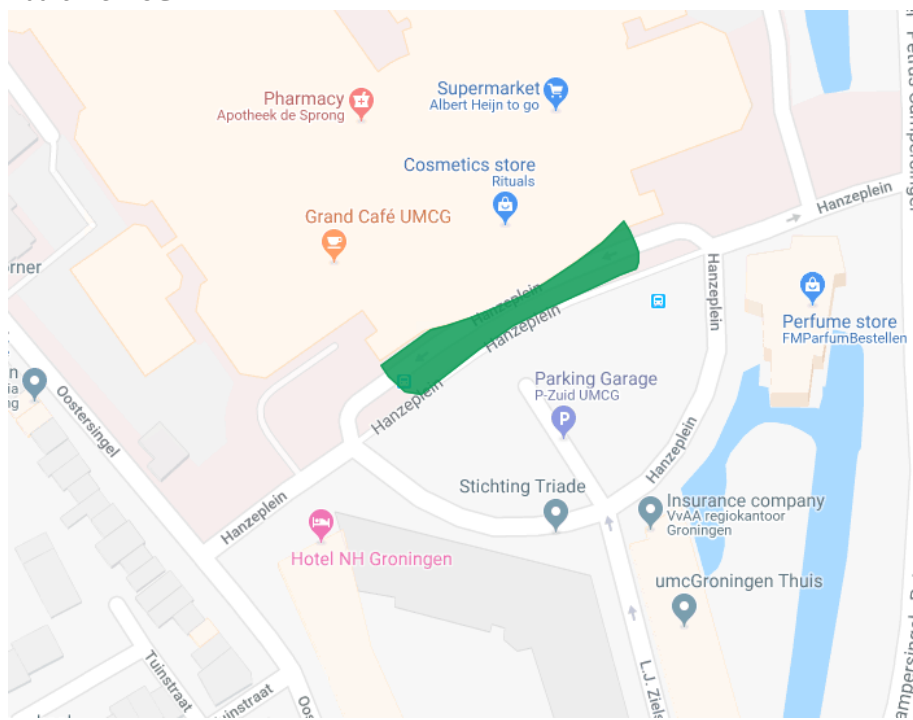 Pharmacy
Apotheek de Sprong
Supermarket
Albert Heijn to go
Cosmetics store
Rituals
Grand Café UMCG
Hanzeplein
Hanzeplein
Hanzeplein
Hanzeplein
Perfume store
FMParfumBestellen
Oostersingel
Hanzeplein
Parking Garage
P-Zuid UMCG
P
Hanzeplein
Stichting Triade
Hanzeplein
Insurance company
VvAA regiokantoor
Groningen
Hotel NH Groningen
umcGroningen Thuis
Tuinstraat
Tuinstraat
L.J. Ziels